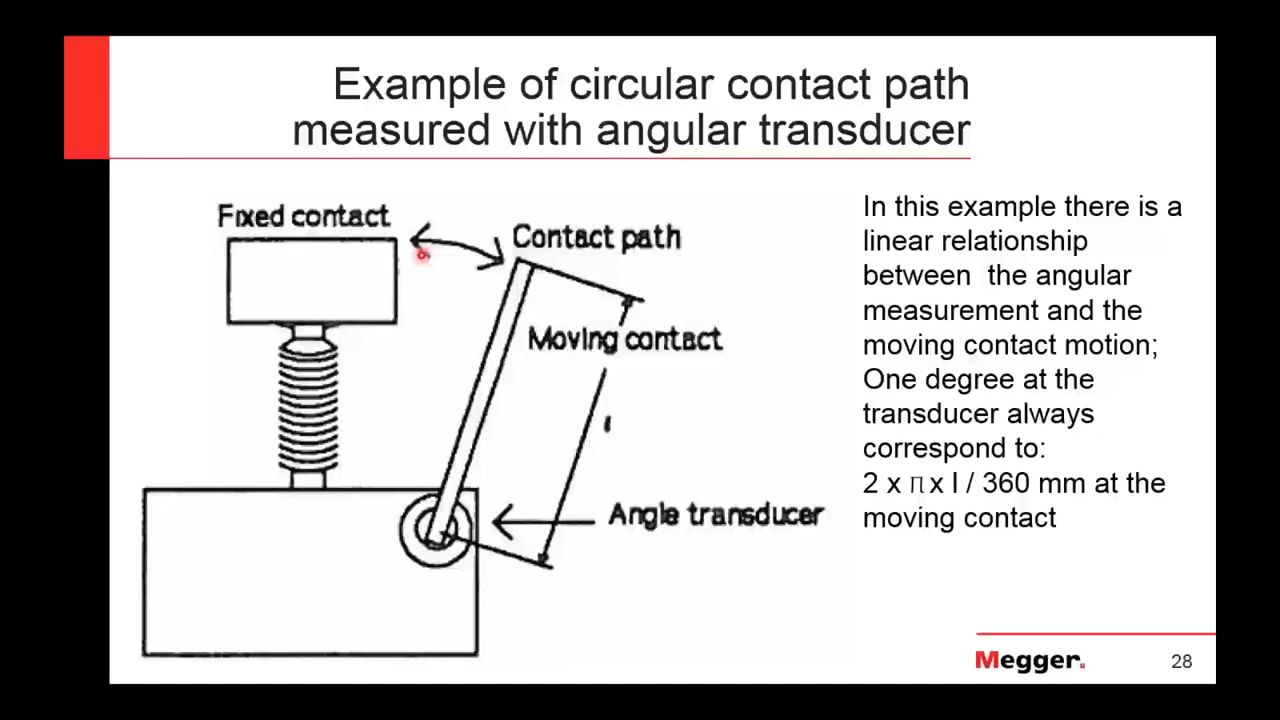 Example of circular contact path
measured with angular transducer
Fixed contact
Contact path
Moving contact
l
Angle transducer
In this example there is a
linear relationship
between the angular
measurement and the
moving contact motion;
One degree at the
transducer always
correspond to:
2 x π x l / 360 mm at the
moving contact
Megger.
28